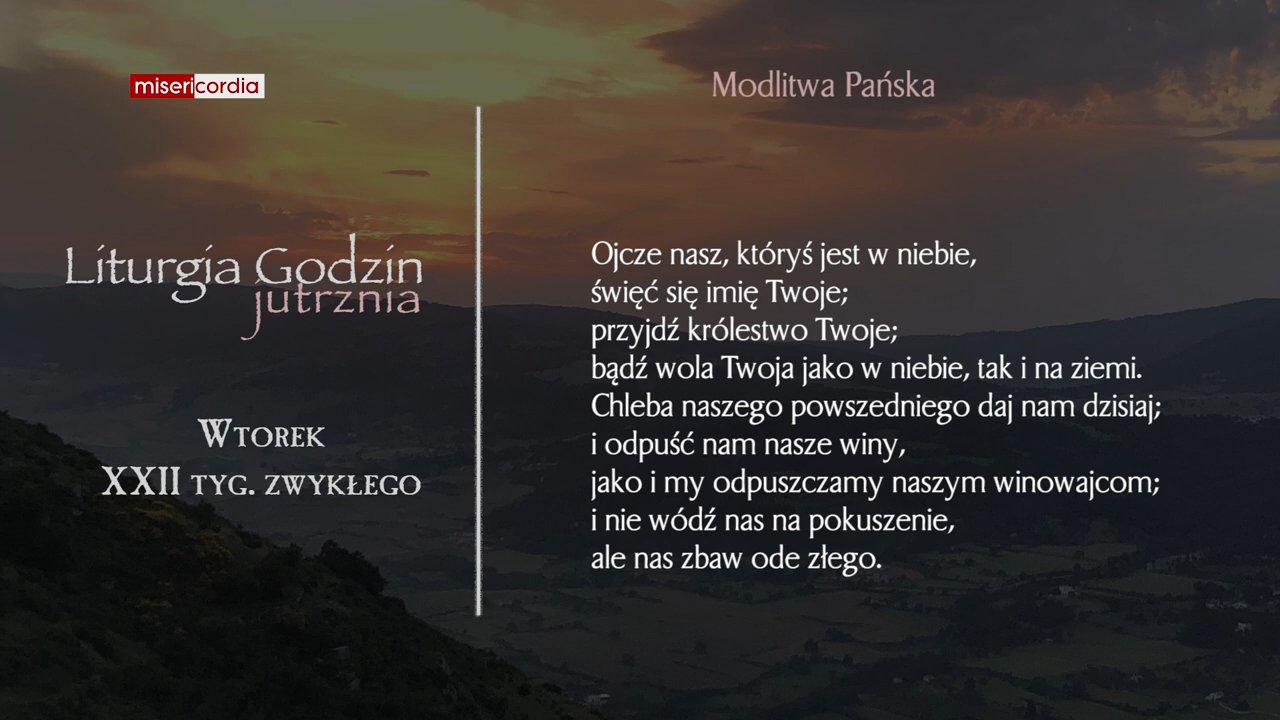 misericordia
Liturgia Godzin
jutrznia
Wtorek
XXII tyg. zwykłego
Modlitwa Pańska
Ojcze nasz, któryś jest w niebie,
święć się imię Twoje;
przyjdź królestwo Twoje;
bądź wola Twoja jako w niebie, tak i na ziemi.
Chleba naszego powszedniego daj nam dzisiaj;
i odpuść nam nasze winy,
jako i my odpuszczamy naszym winowajcom;
i nie wódź nas na pokuszenie,
ale nas zbaw ode złego.